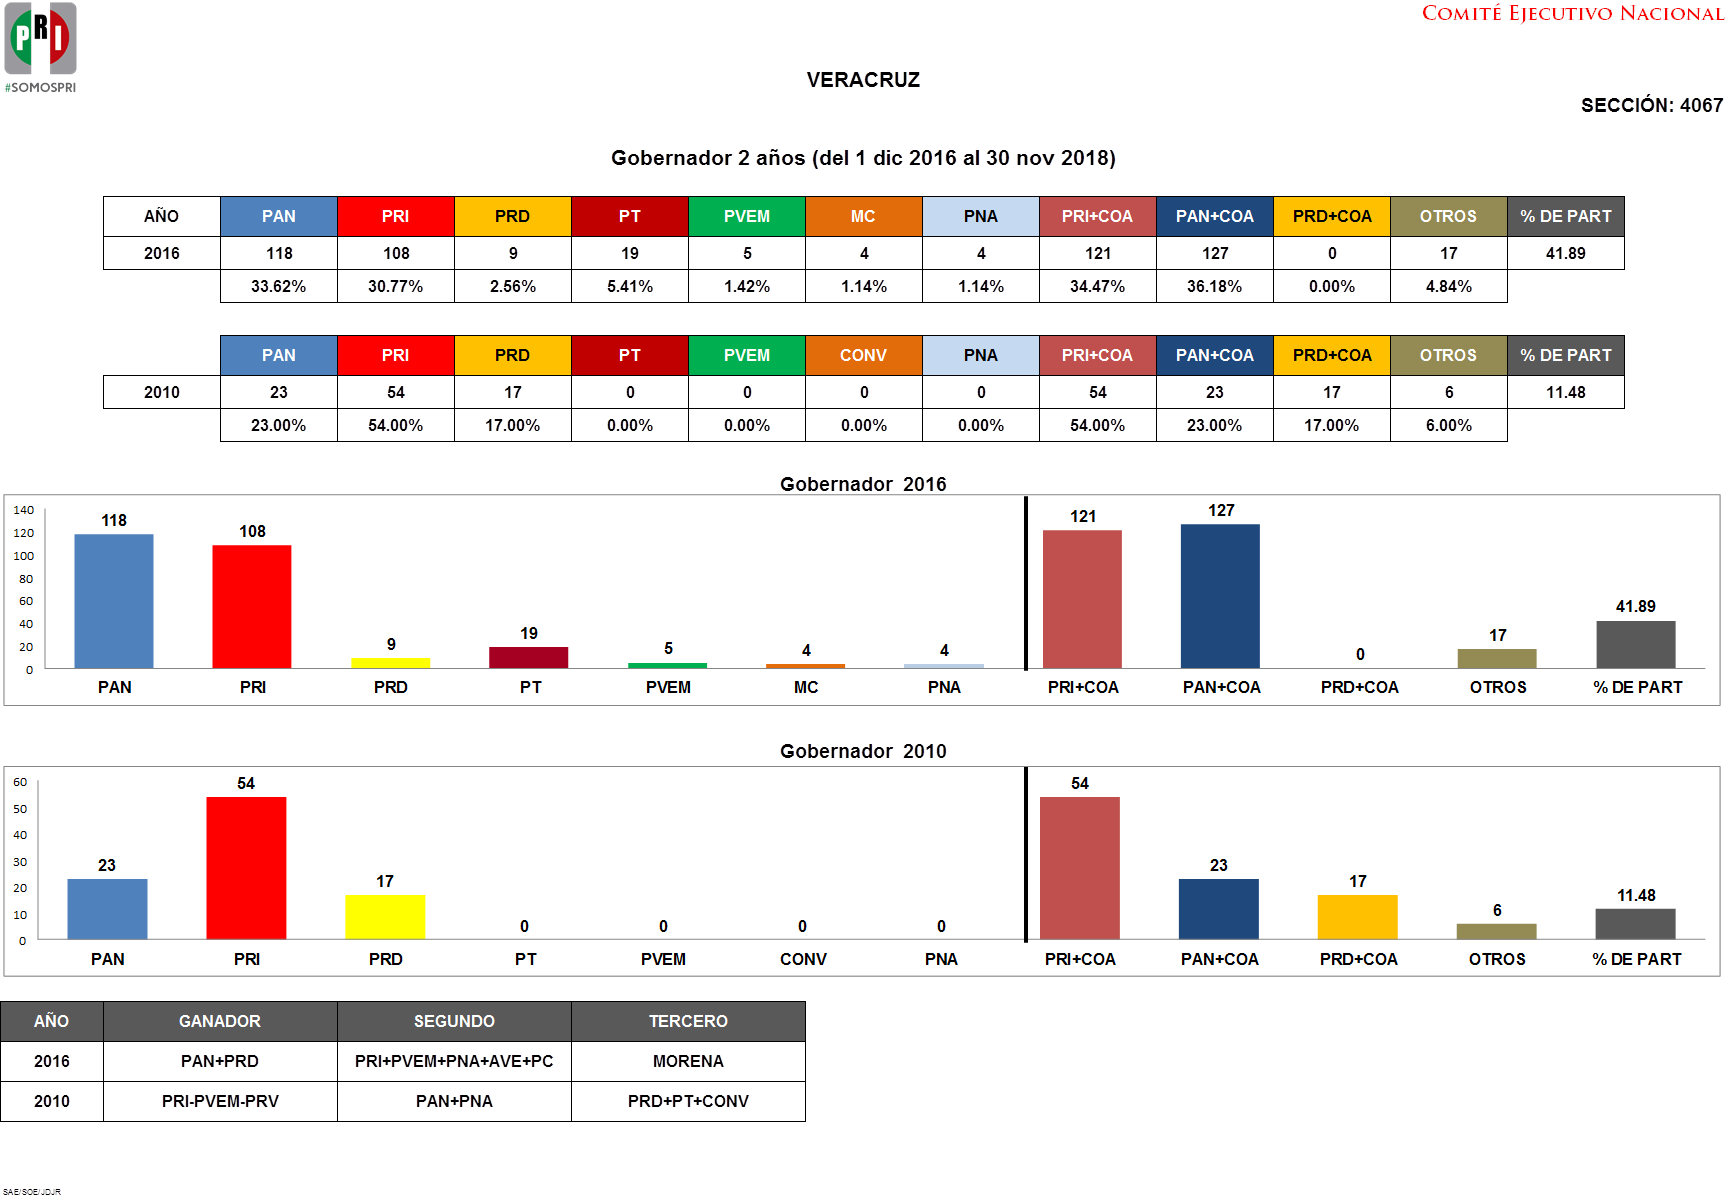 COMITÉ EJECUTIVO NACIONAL
PRI
#SOMOSPRI
VERACRUZ
SECCIÓN: 4067
Gobernador 2 años (del 1 dic 2016 al 30 nov 2018)
AÑO PAN PRI PRD PT PVEM MC PNA PRI+COA PAN+COA PRD+COA OTROS % DE PART
2016 118 108 9 19 5 4 4 121 127 0 17 41.89
33.62% 30.77% 2.56% 5.41% 1.42% 1.14% 1.14% 34.47% 36.18% 0.00% 4.84%
PAN PRI PRD PT PVEM CONV PNA PRI+COA PAN+COA PRD+COA OTROS % DE PART
2010 23 54 17 0 0 0 0 54 23 17 6 11.48
23.00% 54.00% 17.00% 0.00% 0.00% 0.00% 0.00% 54.00% 23.00% 17.00% 6.00%
Gobernador 2016
140
120
100
80
60
40
20
0
118 108 9 19 5 4 4 121 127 0 17 41.89
PAN PRI PRD PT PVEM MC PNA PRI+COA PAN+COA PRD+COA OTROS % DE PART
Gobernador 2010
60
50
40
30
20
10
0
23 54 17 0 0 0 0 54 23 17 6 11.48
PAN PRI PRD PT PVEM CONV PNA PRI+COA PAN+COA PRD+COA OTROS % DE PART
AÑO GANADOR SEGUNDO TERCERO
2016 PAN+PRD PRI+PVEM+PNA+AVE+PC MORENA
2010 PRI-PVEM-PRV PAN+PNA PRD+PT+CONV
SAE/SOE/JDJR